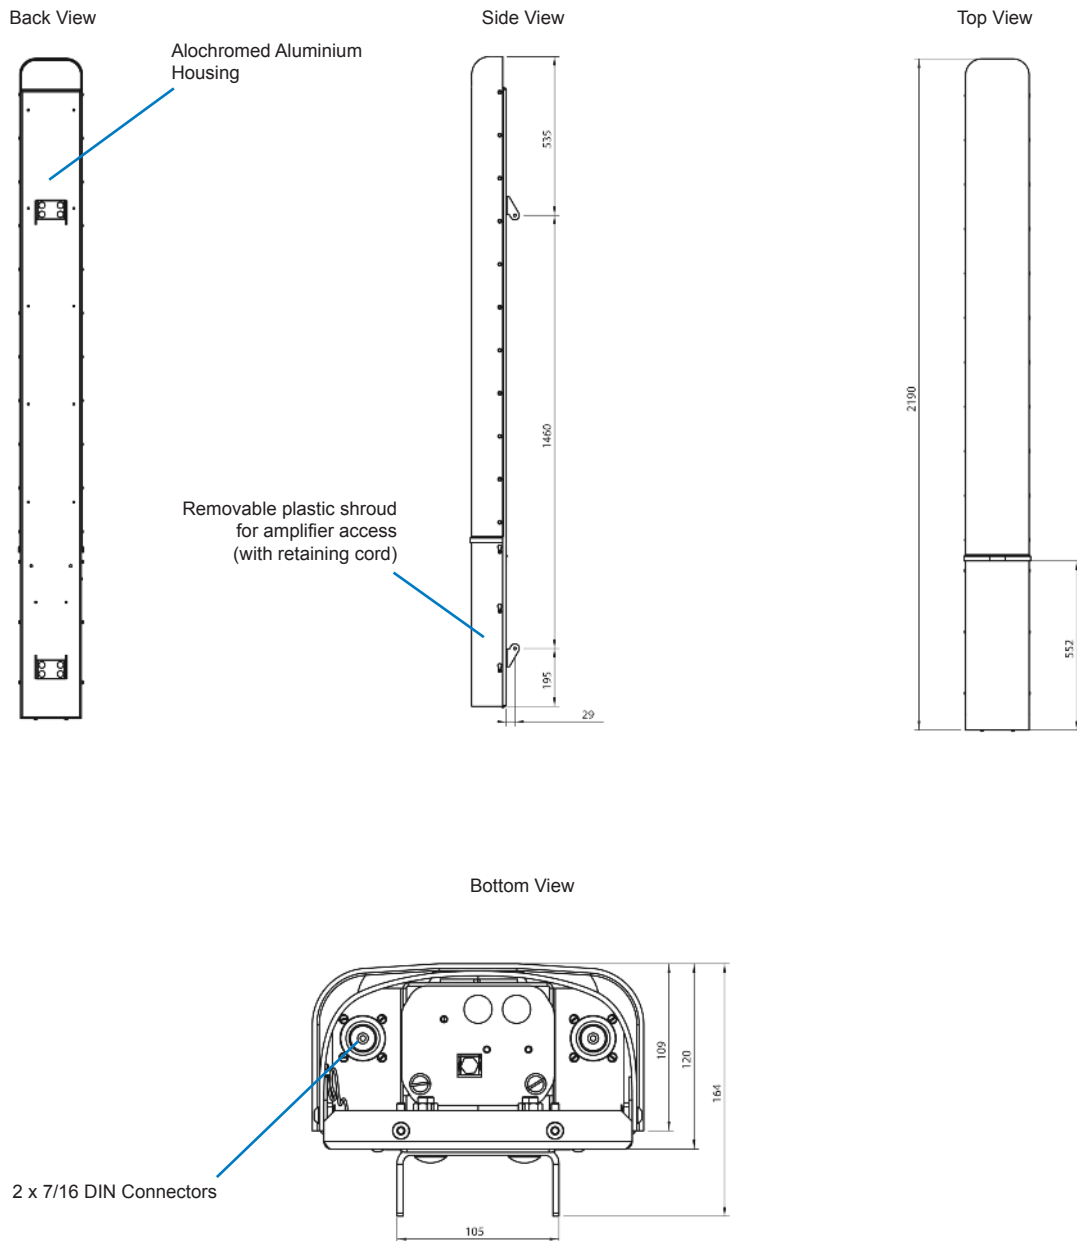 Back View
Side View
Top View
Alochromed Aluminium
Housing
535
1460
195
29
2190
552
Removable plastic shroud
for amplifier access
(with retaining cord)
Bottom View
109
120
164
105
2 x 7/16 DIN Connectors